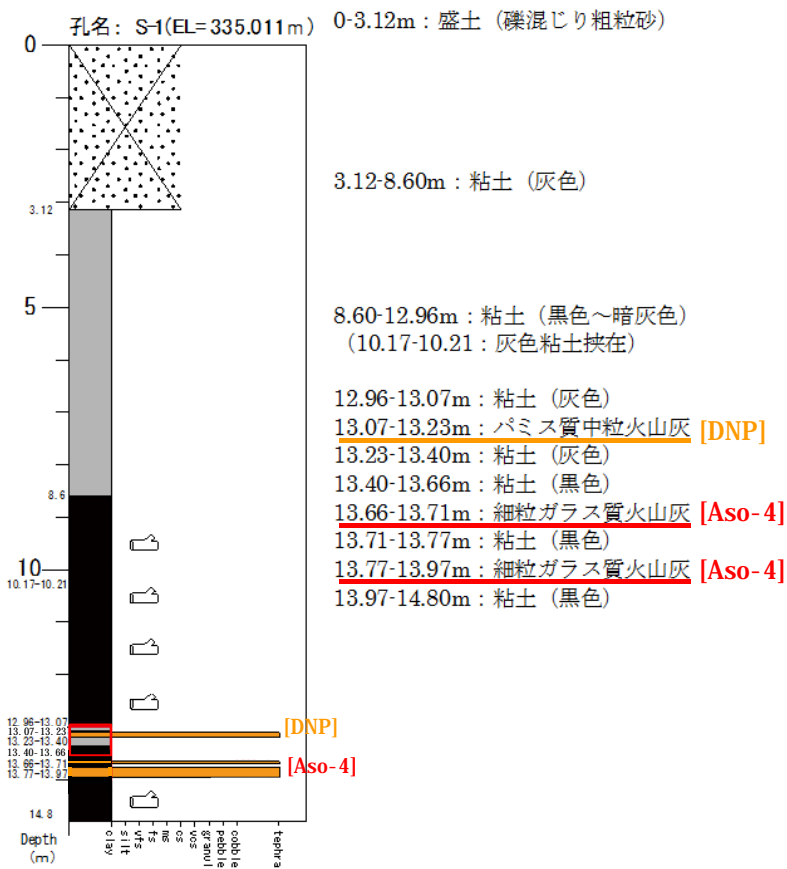 孔名: S-1(EL=335.011m)
0-3.12m：盛土（礫混じり粗粒砂）
3.12-8.60m：粘土（灰色）
8.60-12.96m：粘土（黒色～暗灰色）
（10.17-10.21：灰色粘土挟在）
12.96-13.07m：粘土（灰色）
13.07-13.23m：パミス質中粒火山灰 [DNP]
13.23-13.40m：粘土（灰色）
13.40-13.66m：粘土（黒色）
13.66-13.71m：細粒ガラス質火山灰 [Aso-4]
13.71-13.77m：粘土（黒色）
13.77-13.97m：細粒ガラス質火山灰 [Aso-4]
13.97-14.80m：粘土（黒色）
0
3.12
5
8.6
10
10.17-10.21
12.96-13.07
13.07-13.23
[DNP]
13.23-13.40
13.40-13.66
13.66-13.71
[Aso-4]
13.77-13.97
14.8
Depth
(m)
clay
silt
vfs
fs
ms
cs
vcs
granul
pebble
cobble
tephra